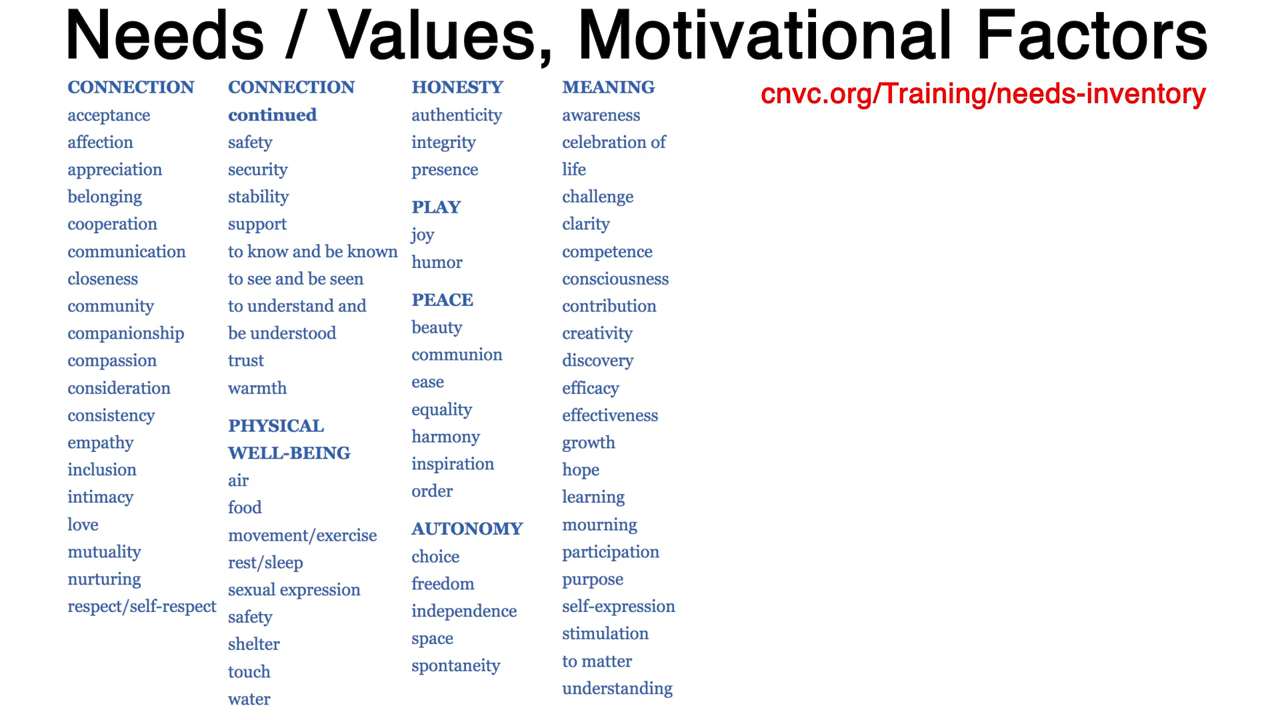 Needs / Values, Motivational Factors
cnvc.org/Training/needs-inventory
CONNECTION
acceptance
affection
appreciation
belonging
cooperation
communication
closeness
community
companionship
compassion
consideration
consistency
empathy
inclusion
intimacy
love
mutuality
nurturing
respect/self-respect
CONNECTION
continued
safety
security
stability
support
to know and be known
to see and be seen
to understand and
be understood
trust
warmth
PHYSICAL
WELL-BEING
air
food
movement/exercise
rest/sleep
sexual expression
safety
shelter
touch
water
HONESTY
authenticity
integrity
presence
PLAY
joy
humor
PEACE
beauty
communion
ease
equality
harmony
inspiration
order
AUTONOMY
choice
freedom
independence
space
spontaneity
MEANING
awareness
celebration of
life
challenge
clarity
competence
consciousness
contribution
creativity
discovery
efficacy
effectiveness
growth
hope
learning
mourning
participation
purpose
self-expression
stimulation
to matter
understanding